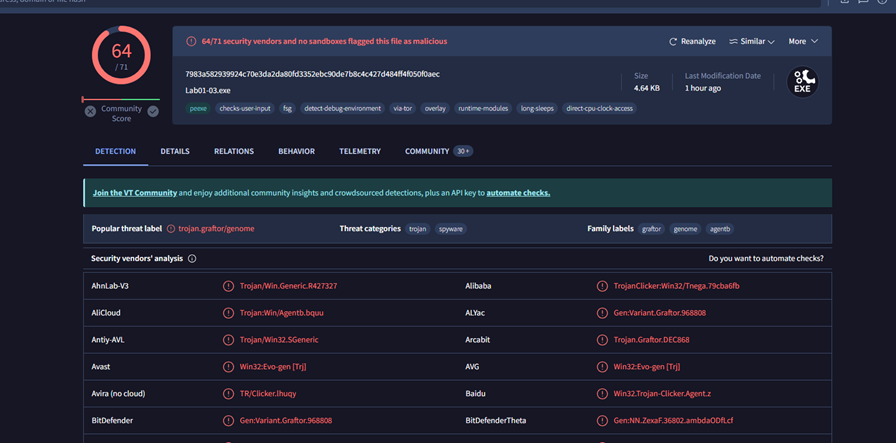 64
/ 71
Community
Score
64/71 security vendors and no sandboxes flagged this file as malicious
Reanalyze
Similar
More
7983a582939924c70e3da2da80fd3352ebc90de7b8c4c427d484ff4f050f0aec
Lab01-03.exe
Size
4.64 KB
Last Modification Date
1 hour ago
EXE
peexe
checks-user-input
fsg
detect-debug-environment
via-tor
overlay
runtime-modules
long-sleeps
direct-cpu-clock-access
DETECTION
DETAILS
RELATIONS
BEHAVIOR
TELEMETRY
COMMUNITY 30+
Join the VT Community and enjoy additional community insights and crowdsourced detections, plus an API key to automate checks.
Popular threat label trojan.graftor/genome
Threat categories trojan spyware
Family labels graftor genome agentb
Security vendors' analysis
Do you want to automate checks?
AhnLab-V3 Trojan/Win.Generic.R427327
Alibaba TrojanClicker:Win32/Tnega.79cba6fb
AliCloud Trojan:Win/Agentb.bquu
ALYac Gen:Variant.Graftor.968808
Antiy-AVL Trojan/Win32.SGeneric
Arcabit Trojan.Graftor.DEC868
Avast Win32:Evo-gen [Trj]
AVG Win32:Evo-gen [Trj]
Avira (no cloud) TR/Clicker.lhuqy
Baidu Win32.Trojan-Clicker.Agent.z
BitDefender Gen:Variant.Graftor.968808
BitDefenderTheta Gen:NN.ZexaF.36802.ambdaODfLcf